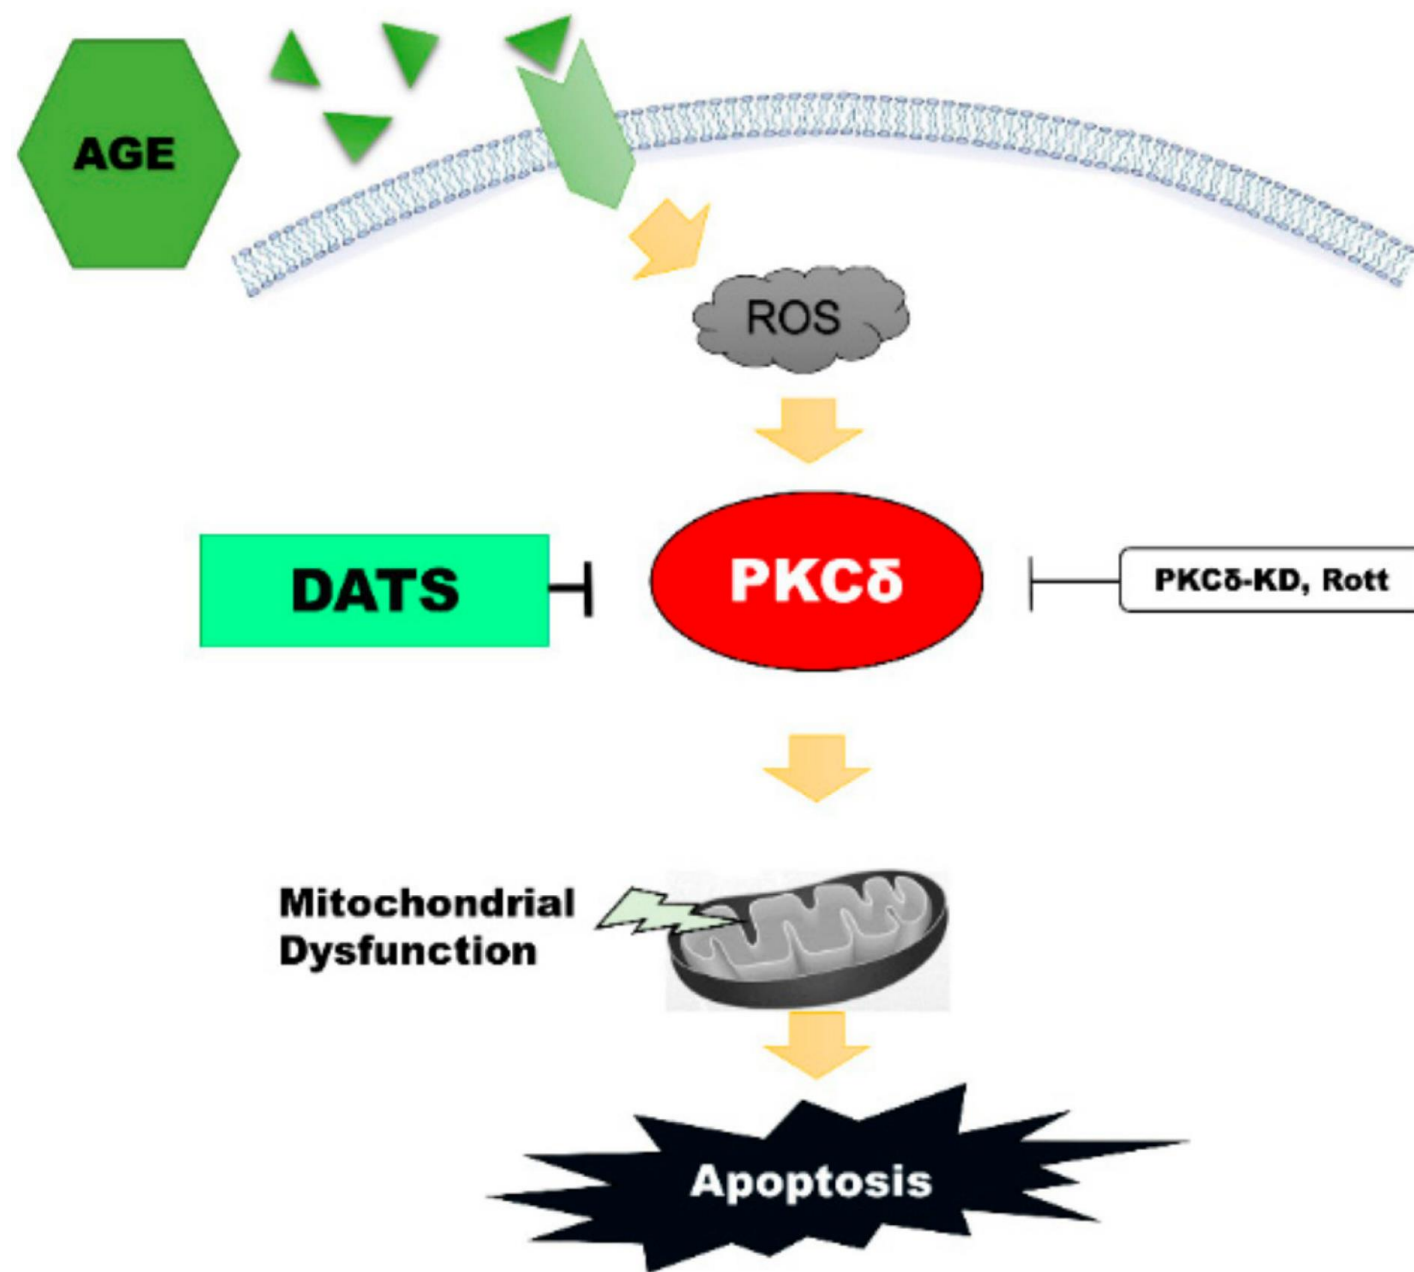 AGE
ROS
DATS
PKCδ
PKCδ-KD, Rott
Mitochondrial
Dysfunction
Apoptosis